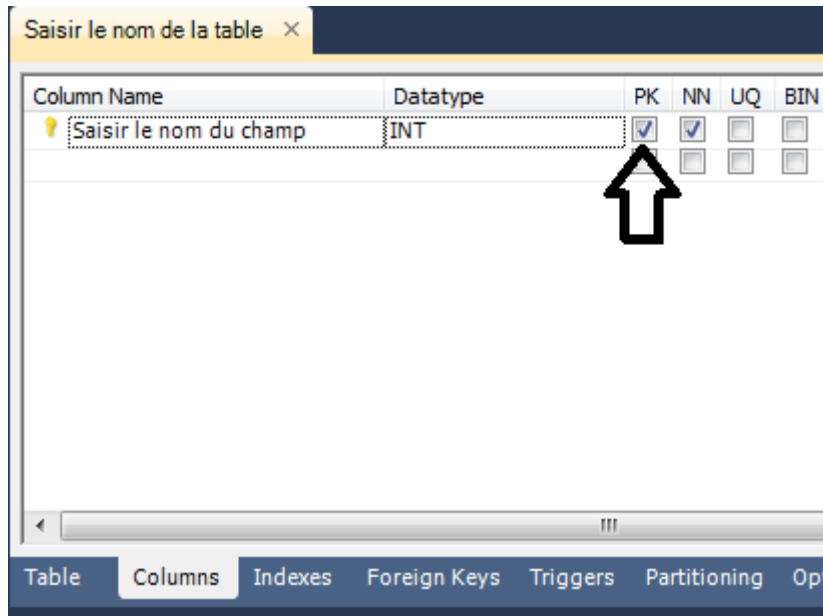 Saisir le nom de la table
Column Name Datatype PK NN UQ BIN
Saisir le nom du champ INT
Table Columns Indexes Foreign Keys Triggers Partitioning Op